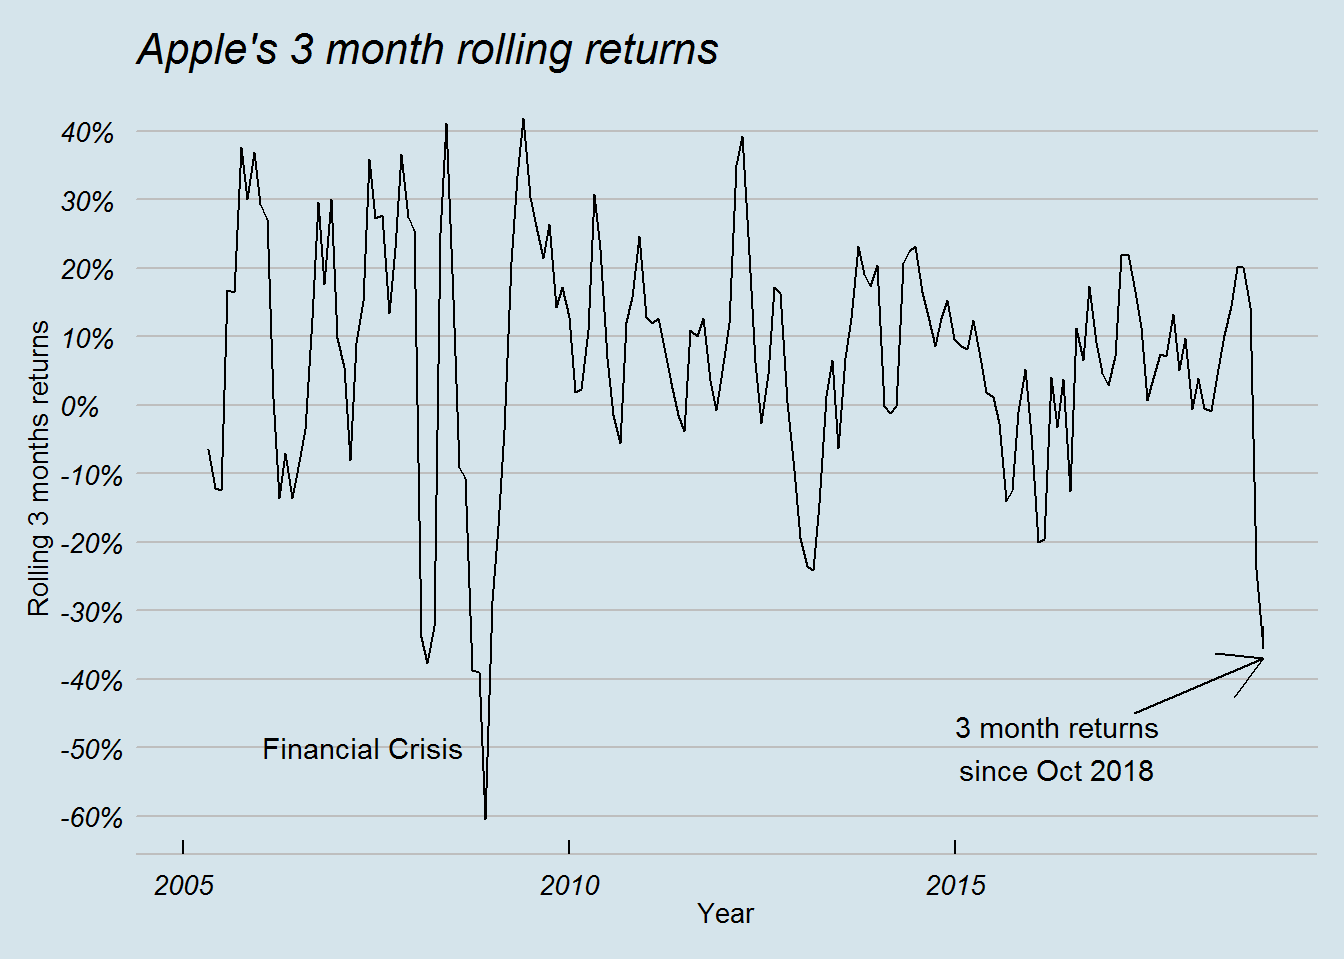 Apple's 3 month rolling returns
40%
30%
20%
10%
0%
-10%
-20%
-30%
-40%
-50%
-60%
Rolling 3 months returns
Financial Crisis
3 month returns
since Oct 2018
2005
2010
2015
Year